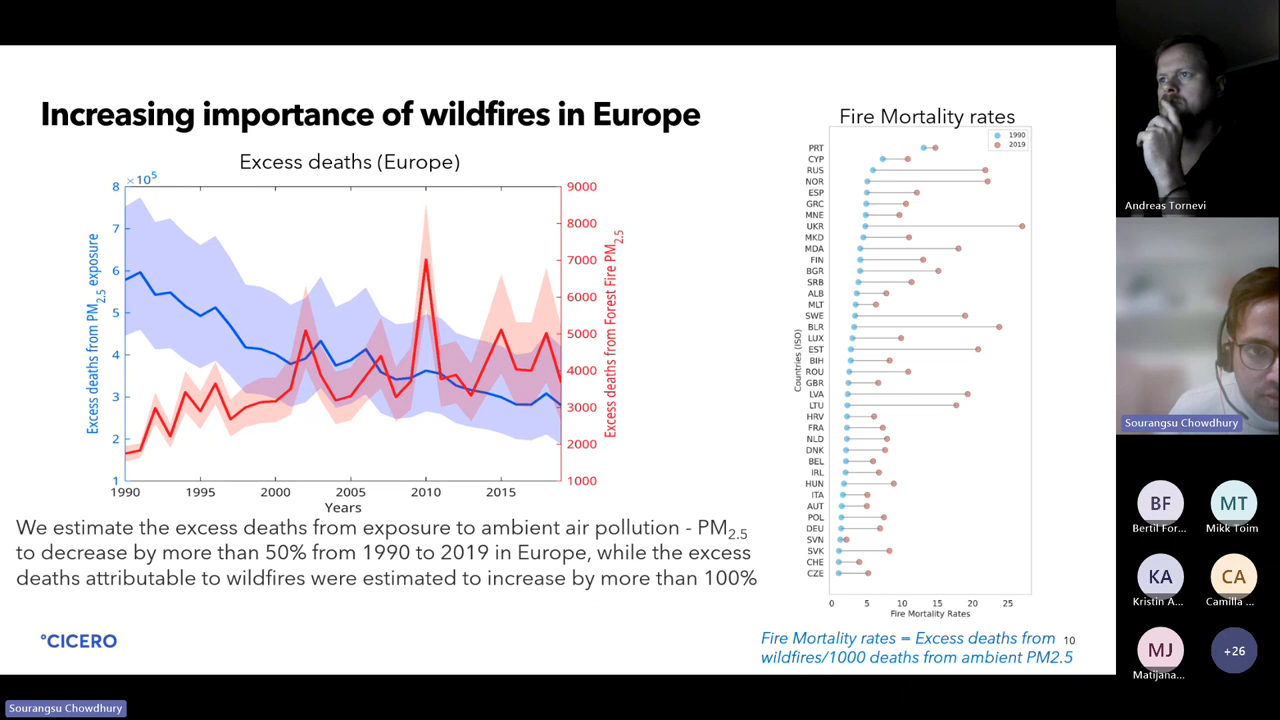 Increasing importance of wildfires in Europe
Excess deaths (Europe)
×10⁵
8
7
6
5
4
3
2
1
Excess deaths from PM2.5 exposure
9000
8000
7000
6000
5000
4000
3000
2000
1000
Excess deaths from Forest Fire PM2.5
1990 1995 2000 2005 2010 2015
Years
We estimate the excess deaths from exposure to ambient air pollution - PM2.5
to decrease by more than 50% from 1990 to 2019 in Europe, while the excess
deaths attributable to wildfires were estimated to increase by more than 100%
°CICERO
Fire Mortality rates
1990
2019
Countries (ISO)
PRT
CYP
RUS
NOR
ESP
GRC
MNE
UKR
MKD
MDA
FIN
BGR
SRB
ALB
MLT
SWE
BLR
LUX
EST
BIH
ROU
GBR
LVA
LTU
HRV
FRA
NLD
DNK
BEL
IRL
HUN
ITA
AUT
POL
DEU
SVN
SVK
CHE
CZE
0 5 10 15 20 25
Fire Mortality Rates
Fire Mortality rates = Excess deaths from
wildfires/1000 deaths from ambient PM2.5
10
Andreas Tornevi
Sourangsu Chowdhury
BF
Bertil For...
MT
Mikk Toim
KA
Kristin A...
CA
Camilla ...
MJ
Matijana...
+26
Sourangsu Chowdhury